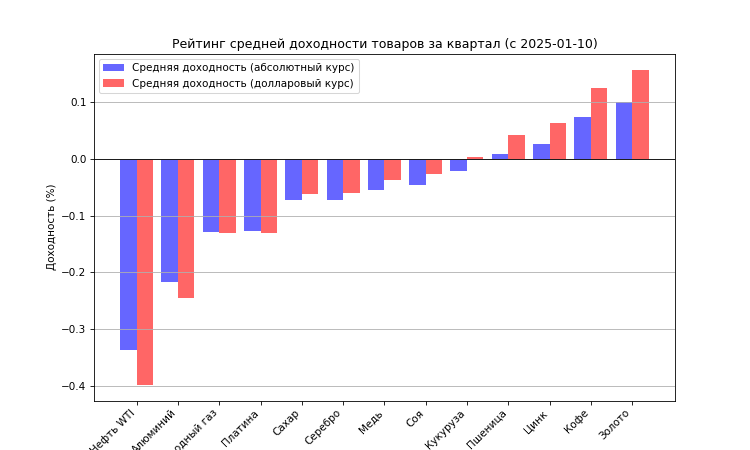 Рейтинг средней доходности товаров за квартал (с 2025-01-10)
Средняя доходность (абсолютный курс)
Средняя доходность (долларовый курс)
Доходность (%)
0.1
0.0
−0.1
−0.2
−0.3
−0.4
Нефть WTI
Алюминий
одный газ
Платина
Сахар
Серебро
Медь
Соя
Кукуруза
Пшеница
Цинк
Кофе
Золото